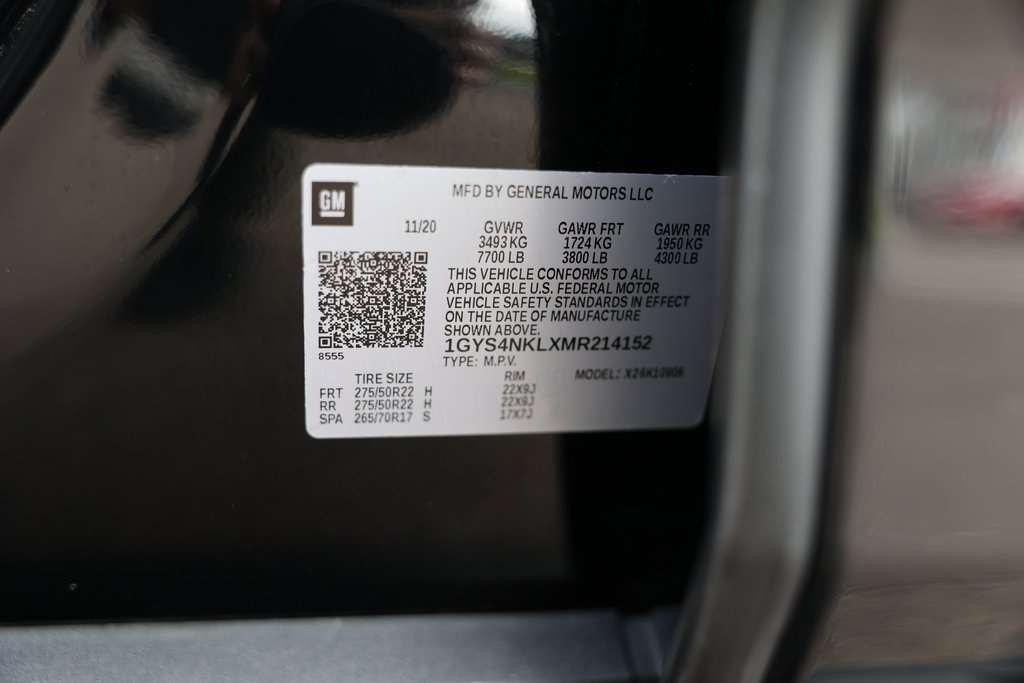 GM
MFD BY GENERAL MOTORS LLC
11/20 GVWR GAWR FRT GAWR RR
3493 KG 1724 KG 1950 KG
7700 LB 3800 LB 4300 LB
THIS VEHICLE CONFORMS TO ALL
APPLICABLE U.S. FEDERAL MOTOR
VEHICLE SAFETY STANDARDS IN EFFECT
ON THE DATE OF MANUFACTURE
SHOWN ABOVE.
1GYS4NKLXMR214152
8555
TYPE: M.P.V.
TIRE SIZE RIM MODEL:
FRT 275/50R22 H 22X9J
RR 275/50R22 H 22X9J
SPA 265/70R17 S 17X7J